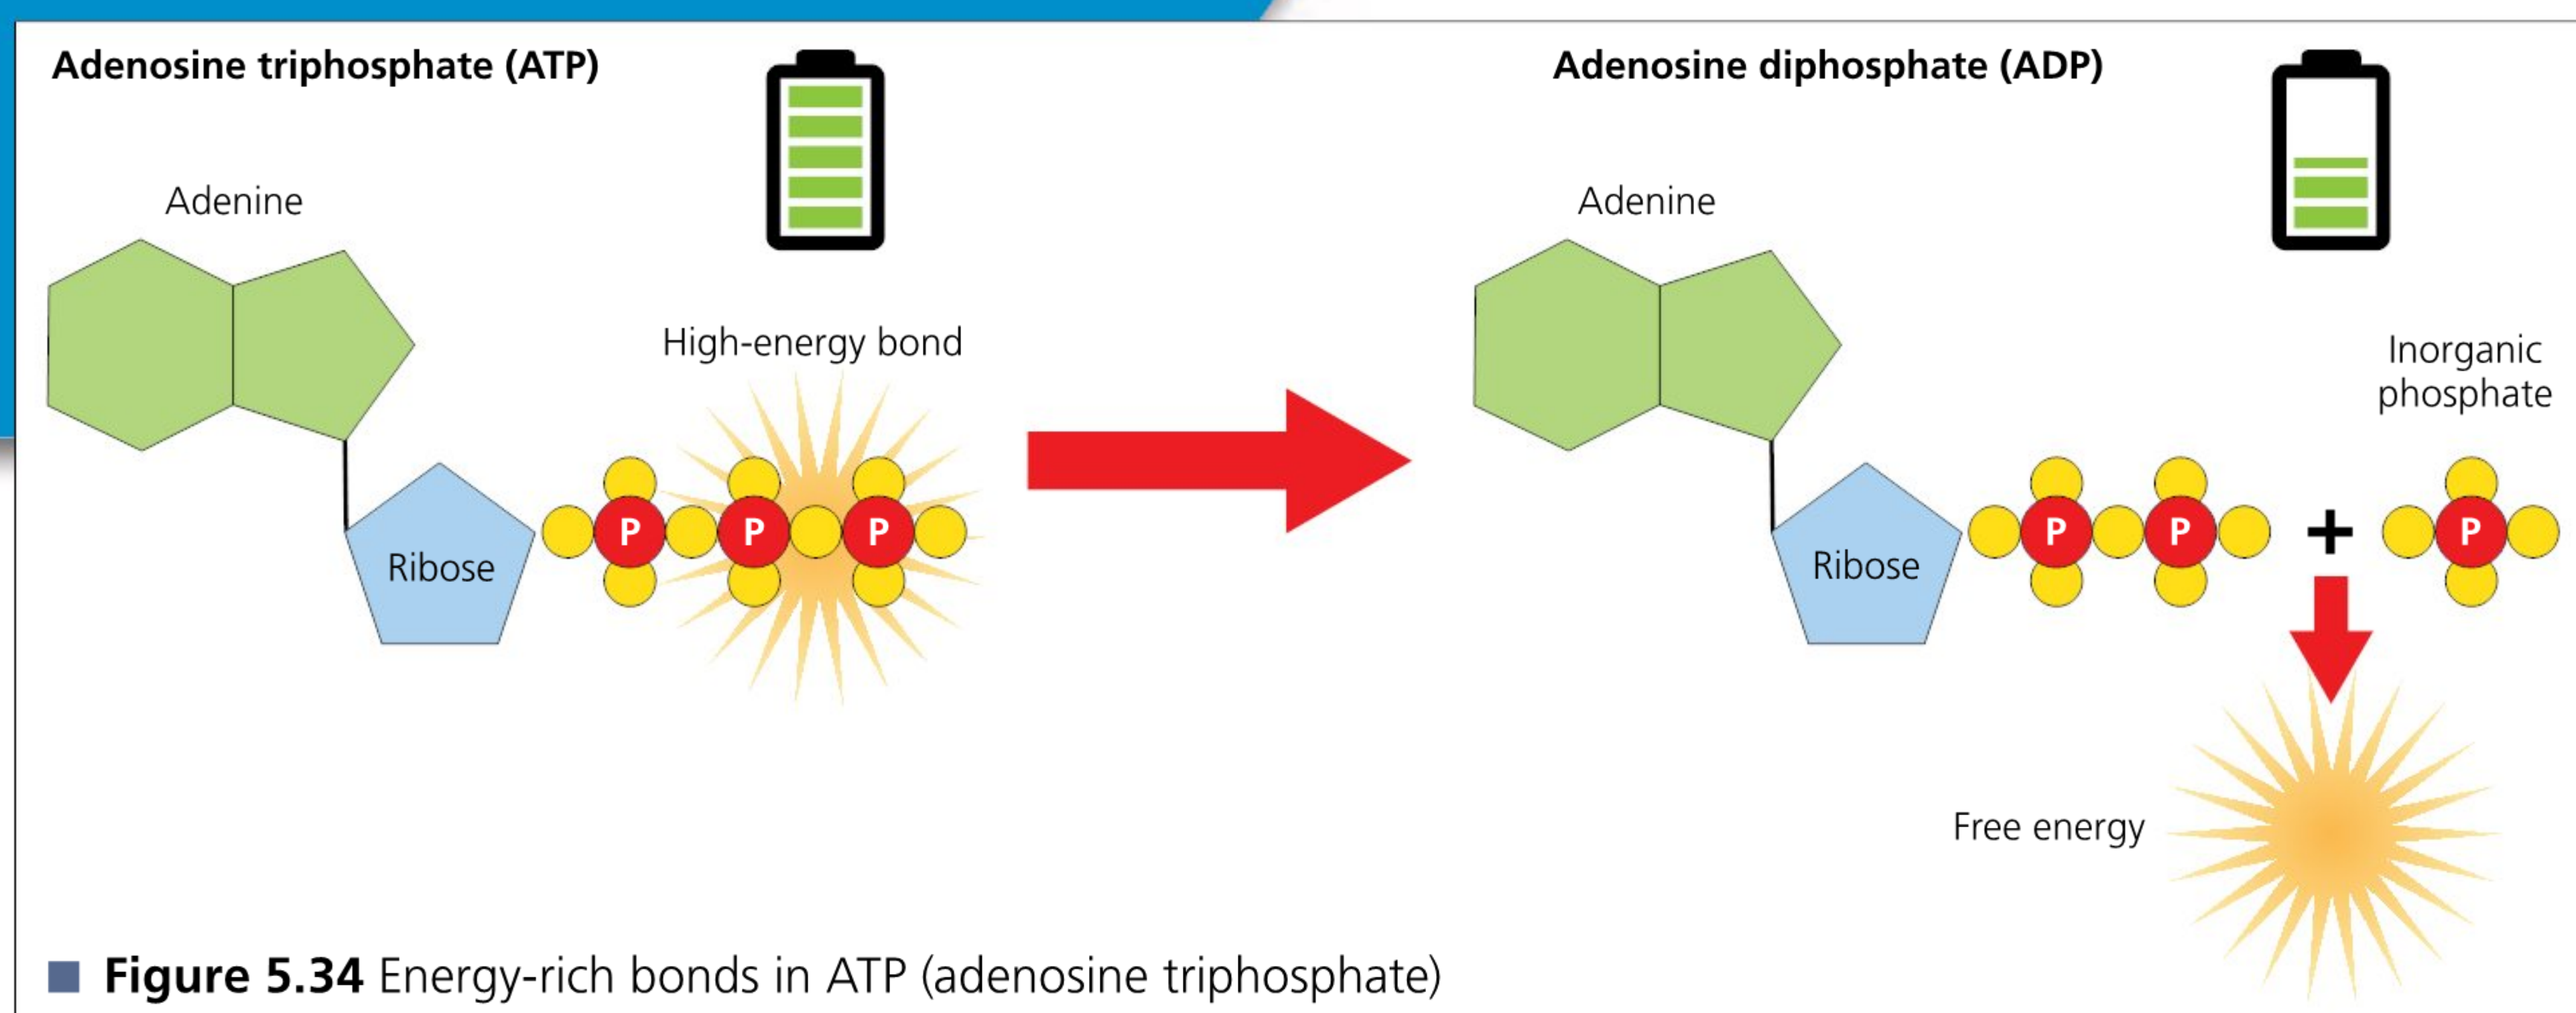 Adenosine triphosphate (ATP)
Adenine
High-energy bond
Ribose
P P P
Adenosine diphosphate (ADP)
Adenine
Inorganic
phosphate
Ribose
P P + P
Free energy
Figure 5.34 Energy-rich bonds in ATP (adenosine triphosphate)